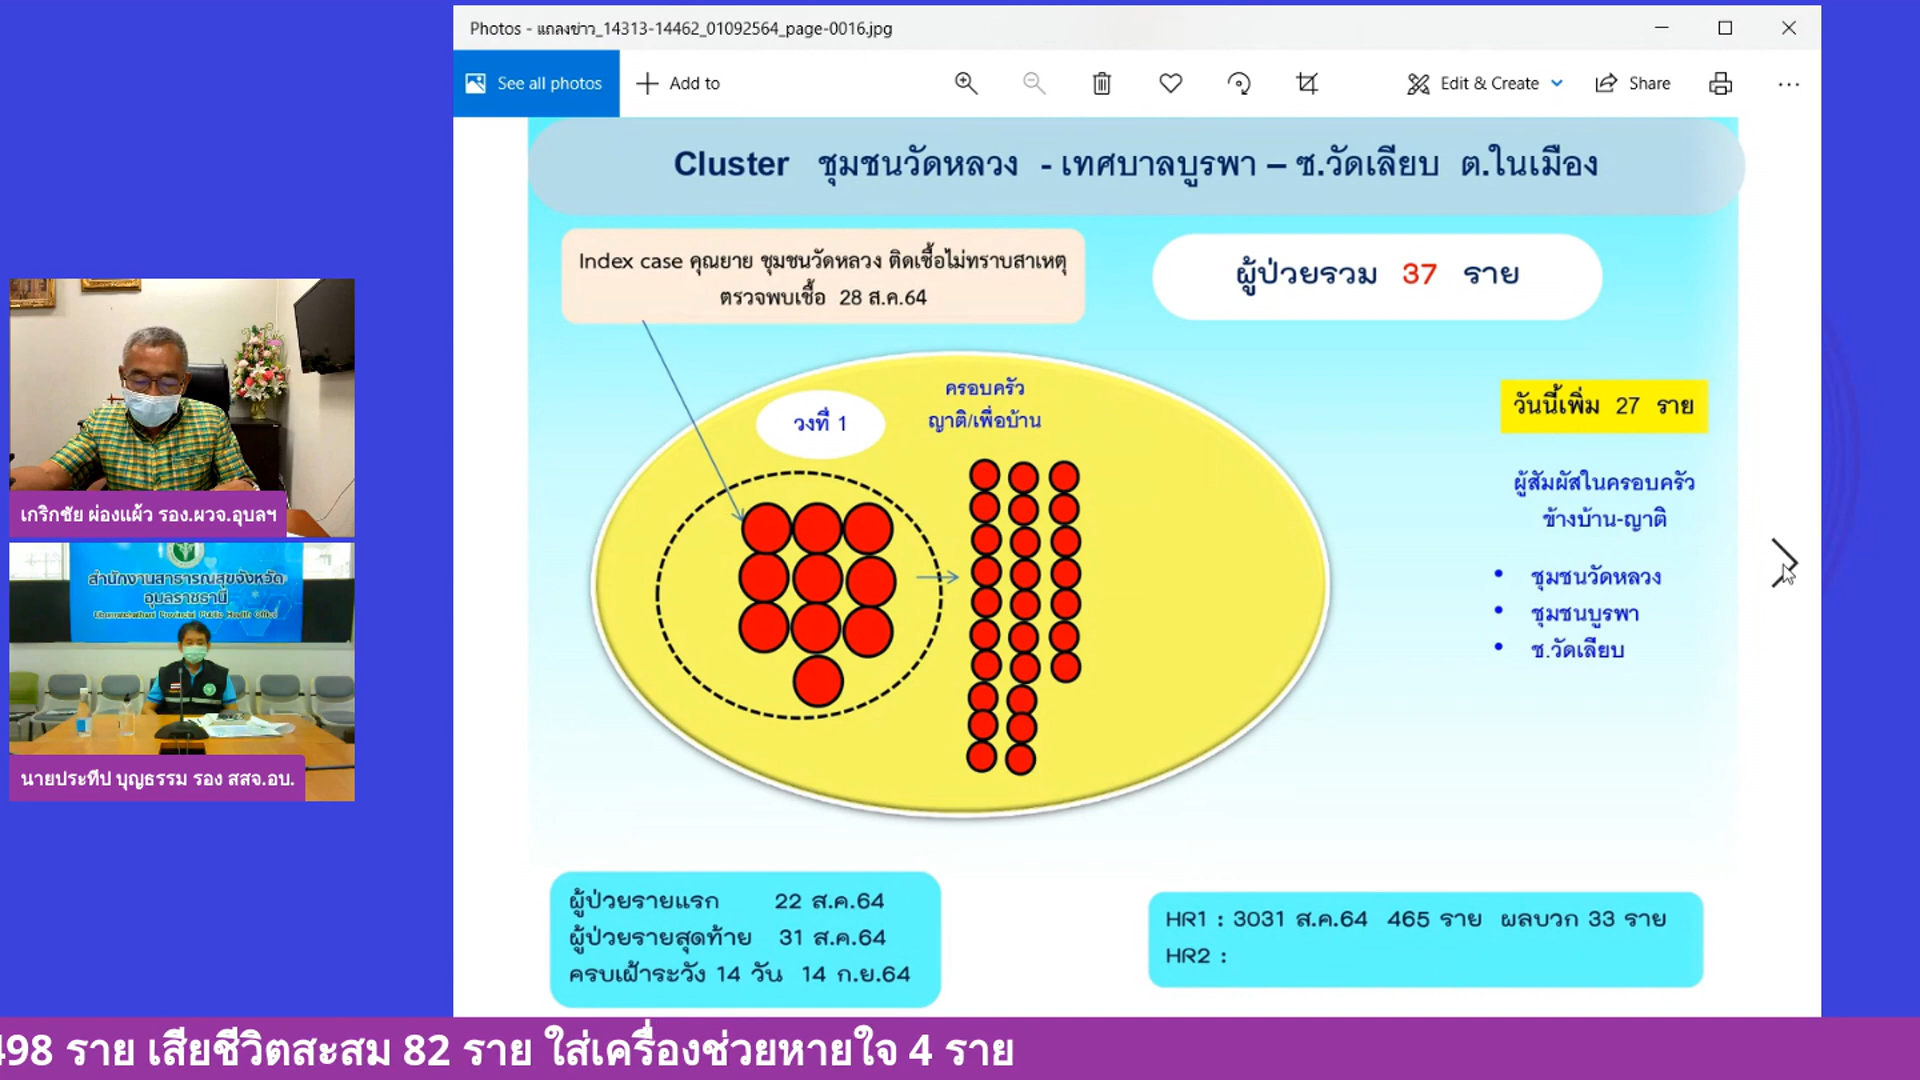 Photos - แถลงข่าว_14313-14462_01092564_page-0016.jpg
See all photos
Add to
Edit & Create
Share
Cluster ชุมชนวัดหลวง - เทศบาลบูรพา – ซ.วัดเลียบ ต.ในเมือง
Index case คุณยาย ชุมชนวัดหลวง ติดเชื้อไม่ทราบสาเหตุ
ตรวจพบเชื้อ 28 ส.ค.64
ผู้ป่วยรวม 37 ราย
วงที่ 1
ครอบครัว
ญาติ/เพื่อบ้าน
วันนี้เพิ่ม 27 ราย
ผู้สัมผัสในครอบครัว
ข้างบ้าน-ญาติ
• ชุมชนวัดหลวง
• ชุมชนบูรพา
• ช.วัดเลียบ
ผู้ป่วยรายแรก 22 ส.ค.64
ผู้ป่วยรายสุดท้าย 31 ส.ค.64
ครบเฝ้าระวัง 14 วัน 14 ก.ย.64
HR1 : 3031 ส.ค.64 465 ราย ผลบวก 33 ราย
HR2 :
เกริกชัย ผ่องแผ้ว รอง.ผวจ.อุบลฯ
สำนักงานสาธารณสุขจังหวัด
อุบลราชธานี
Ubonratchathani Provincial Public Health Office
นายประทีป บุญธรรม รอง สสจ.อบ.
498 ราย เสียชีวิตสะสม 82 ราย ใส่เครื่องช่วยหายใจ 4 ราย